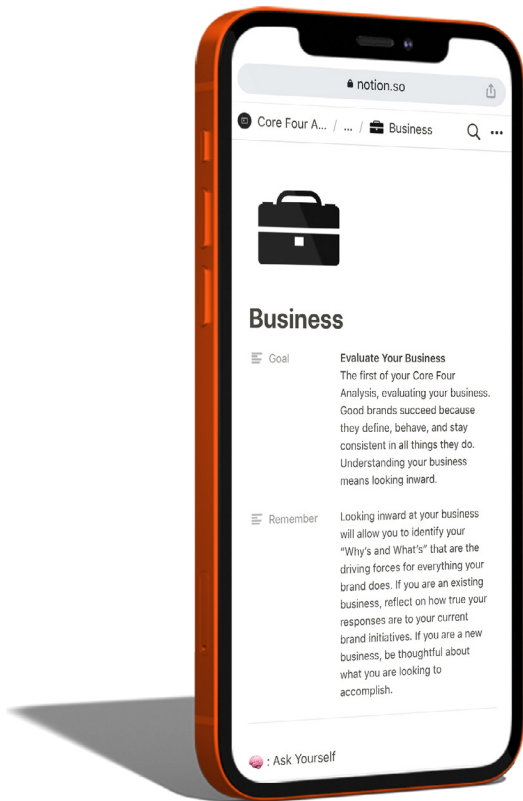 notion.so
Core Four A... / ... / Business
Business
Goal
Evaluate Your Business
The first of your Core Four
Analysis, evaluating your business.
Good brands succeed because
they define, behave, and stay
consistent in all things they do.
Understanding your business
means looking inward.
Remember
Looking inward at your business
will allow you to identify your
“Why's and What's” that are the
driving forces for everything your
brand does. If you are an existing
business, reflect on how true your
responses are to your current
brand initiatives. If you are a new
business, be thoughtful about
what you are looking to
accomplish.
: Ask Yourself